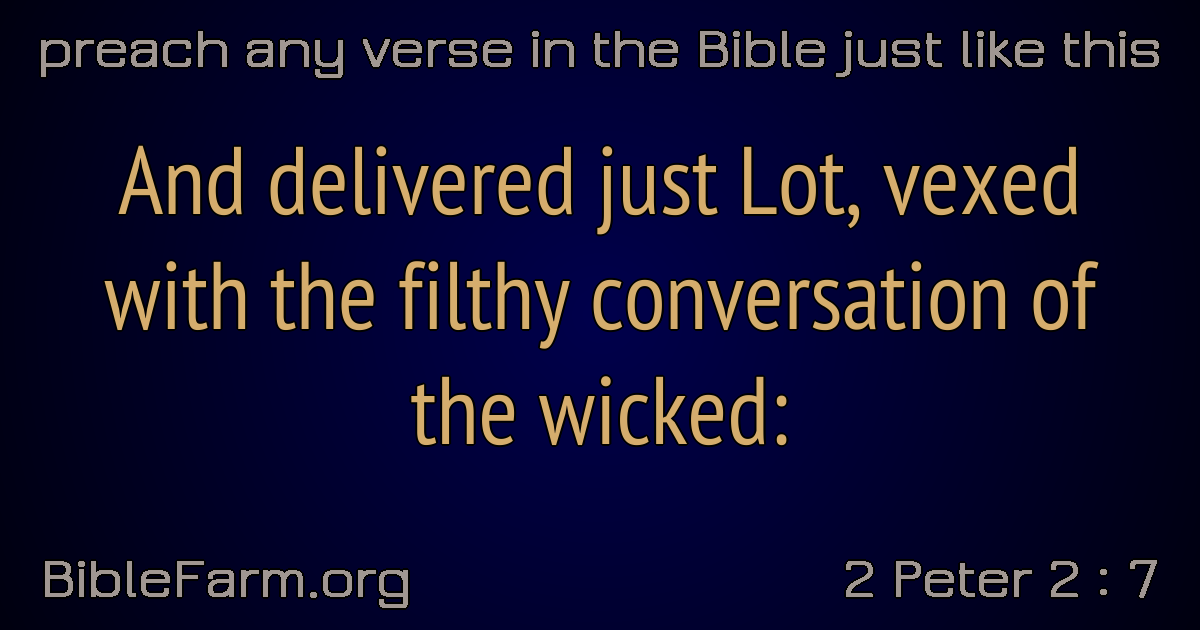 preach any verse in the Bible just like this
And delivered just Lot, vexed
with the filthy conversation of
the wicked:
BibleFarm.org
2 Peter 2 : 7